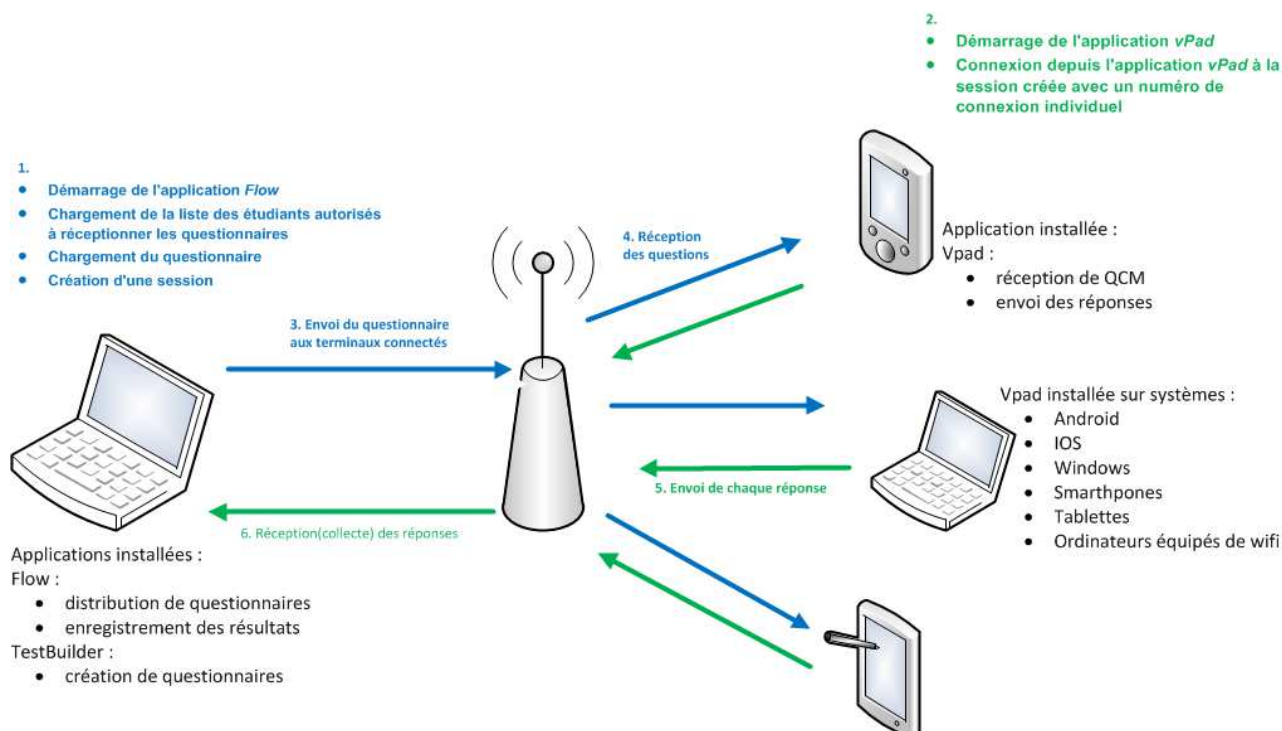 2.
• Démarrage de l'application vPad
• Connexion depuis l'application vPad à la
session créée avec un numéro de
connexion individuel
1.
• Démarrage de l'application Flow
• Chargement de la liste des étudiants autorisés
à réceptionner les questionnaires
• Chargement du questionnaire
• Création d'une session
3. Envoi du questionnaire
aux terminaux connectés
4. Réception
des questions
Application installée :
Vpad :
• réception de QCM
• envoi des réponses
Vpad installée sur systèmes :
• Android
• IOS
• Windows
• Smarthpones
• Tablettes
• Ordinateurs équipés de wifi
5. Envoi de chaque réponse
6. Réception(collecte) des réponses
Applications installées :
Flow :
• distribution de questionnaires
• enregistrement des résultats
TestBuilder :
• création de questionnaires